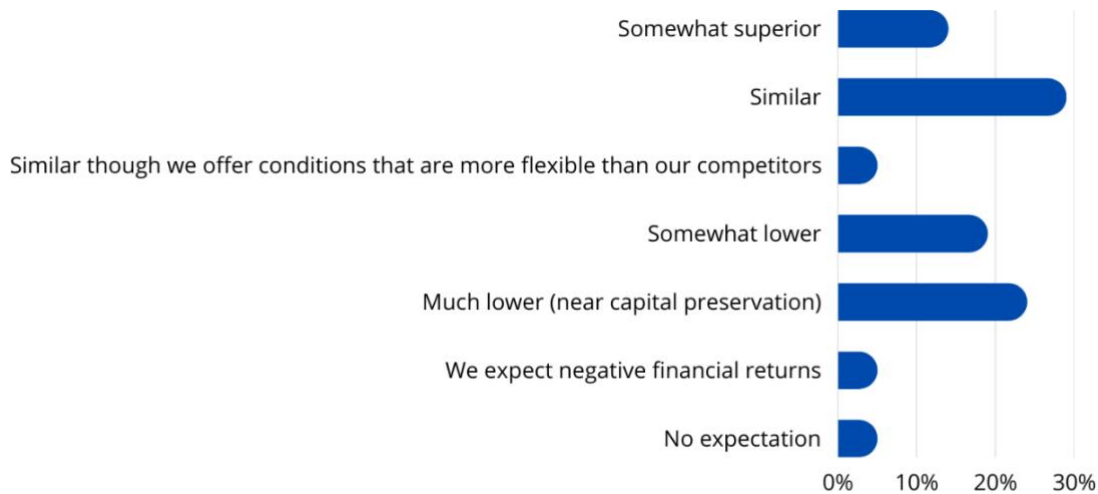 Somewhat superior
Similar
Similar though we offer conditions that are more flexible than our competitors
Somewhat lower
Much lower (near capital preservation)
We expect negative financial returns
No expectation
0% 10% 20% 30%